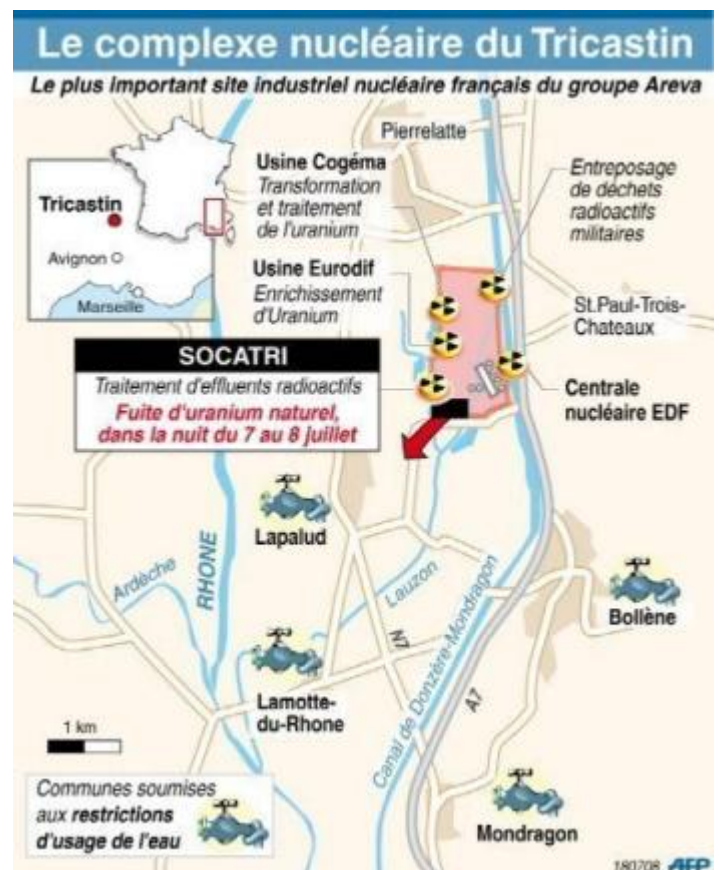 Le complexe nucléaire du Tricastin
Le plus important site industriel nucléaire français du groupe Areva
Pierrelatte
Usine Cogéma
Transformation
et traitement
de l'uranium
Entreposage
de déchets
radioactifs
militaires
Tricastin
Avignon
Marseille
Usine Eurodif
Enrichissement
d'Uranium
St.Paul-Trois-
Chateaux
SOCATRI
Traitement d'effluents radioactifs
Fuite d'uranium naturel,
dans la nuit du 7 au 8 juillet
Centrale
nucléaire EDF
Lapalud
Ardèche
RHONE
Lauzon
N7
Canal de Donzère-Mondragon
A7
Bollène
Lamotte-
du-Rhone
1 km
Communes soumises
aux restrictions
d'usage de l'eau
Mondragon
180708 AFP